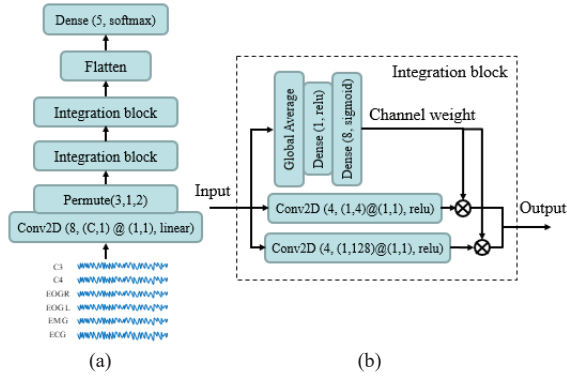 Dense (5, softmax)
Flatten
Integration block
Integration block
Permute(3,1,2)
Conv2D (8, (C,1) @ (1,1), linear)
C3
C4
EOGR
EOGL
EMG
ECG
(a)
Integration block
Global Average
Dense (1, relu)
Dense (8, sigmoid)
Channel weight
Input
Conv2D (4, (1,4)@(1,1), relu)
Output
Conv2D (4, (1,128)@(1,1), relu)
(b)